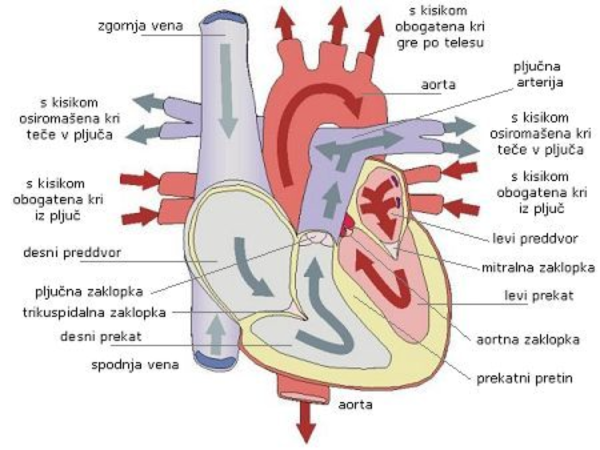 zgornja vena
s kisikom
obogatena kri
gre po telesu
pljučna
arterija
aorta
s kisikom
osiromašena kri
teče v pljuča
s kisikom
osiromašena kri
teče v pljuča
s kisikom
obogatena kri
iz pljuč
s kisikom
obogatena kri
iz pljuč
levi preddvor
desni preddvor
mitralna zaklopka
pljučna zaklopka
levi prekat
trikuspidalna zaklopka
desni prekat
aortna zaklopka
spodnja vena
prekatni pretin
aorta